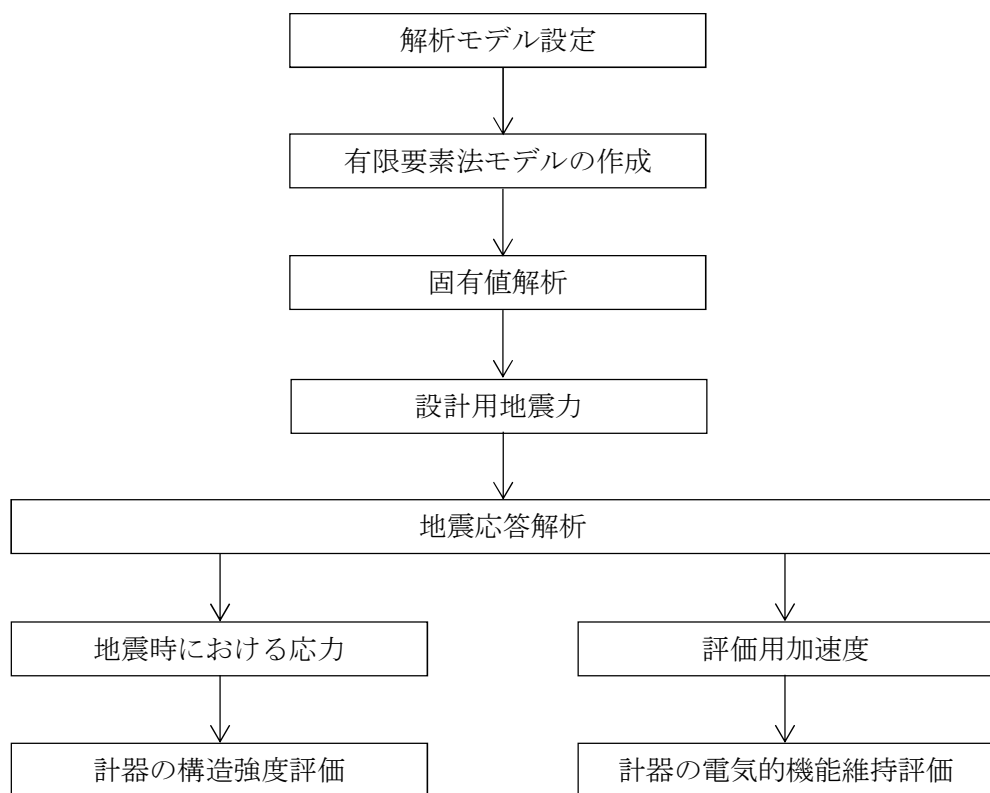 解析モデル設定
有限要素法モデルの作成
固有値解析
設計用地震力
地震応答解析
地震時における応力
評価用加速度
計器の構造強度評価
計器の電気的機能維持評価